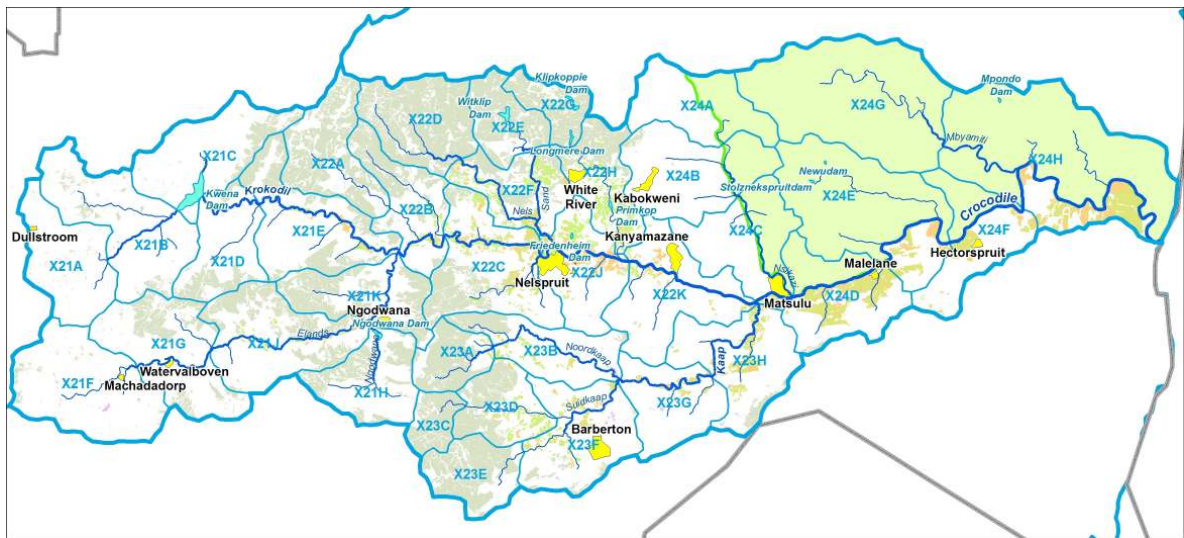 Klipkoppie
Dam
Mpondo
Dam
X22G
Witklip
Dam
X22E
X22D
X24A
X24G
Mbyamiti
Longmere Dam
X21C
X22A
X22H
X24B
X24H
Kwena
Dam
Krokodil
X22F
Sand
White
River
Kabokweni
Stolznekspruitdam
Newudam
X24E
Crocodile
X22B
Nels
Primkop
Dam
Dullstroom
X21B
X21E
Kanyamazane
X24C
X24F
Hectorspruit
X21A
X21D
X22C
Friedenheim
Dam
X22J
Nelspruit
Nsikazi
Malelane
X21K
X22K
Matsulu
X24D
Ngodwana
Ngodwana Dam
X21G
X21J
Elands
Watervalboven
X23A
X23B
Noordkaap
Kaap
X23H
X21F
Machadadorp
Ngodwana
X21H
X23D
Suidkaap
X23G
X23C
Barberton
X23F
X23E